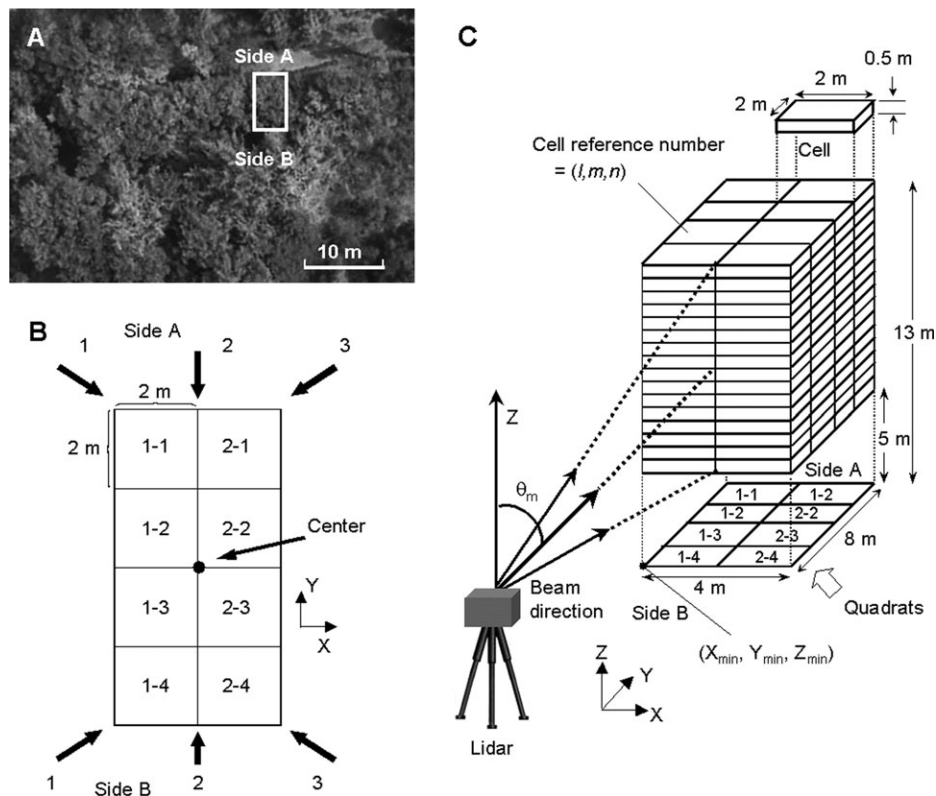 A
Side A
Side B
10 m
B
Side A
1
2
3
2 m
2 m
1-1
2-1
1-2
2-2
Center
1-3
2-3
Y
X
1-4
2-4
1
2
3
Side B
C
0.5 m
2 m
2 m
Cell
Cell reference number
= (l,m,n)
13 m
Z
θm
5 m
Side A
1-1
1-2
1-2
2-2
1-3
2-3
1-4
2-4
8 m
4 m
Beam
direction
Side B
Quadrats
(Xmin, Ymin, Zmin)
Z
Y
X
Lidar